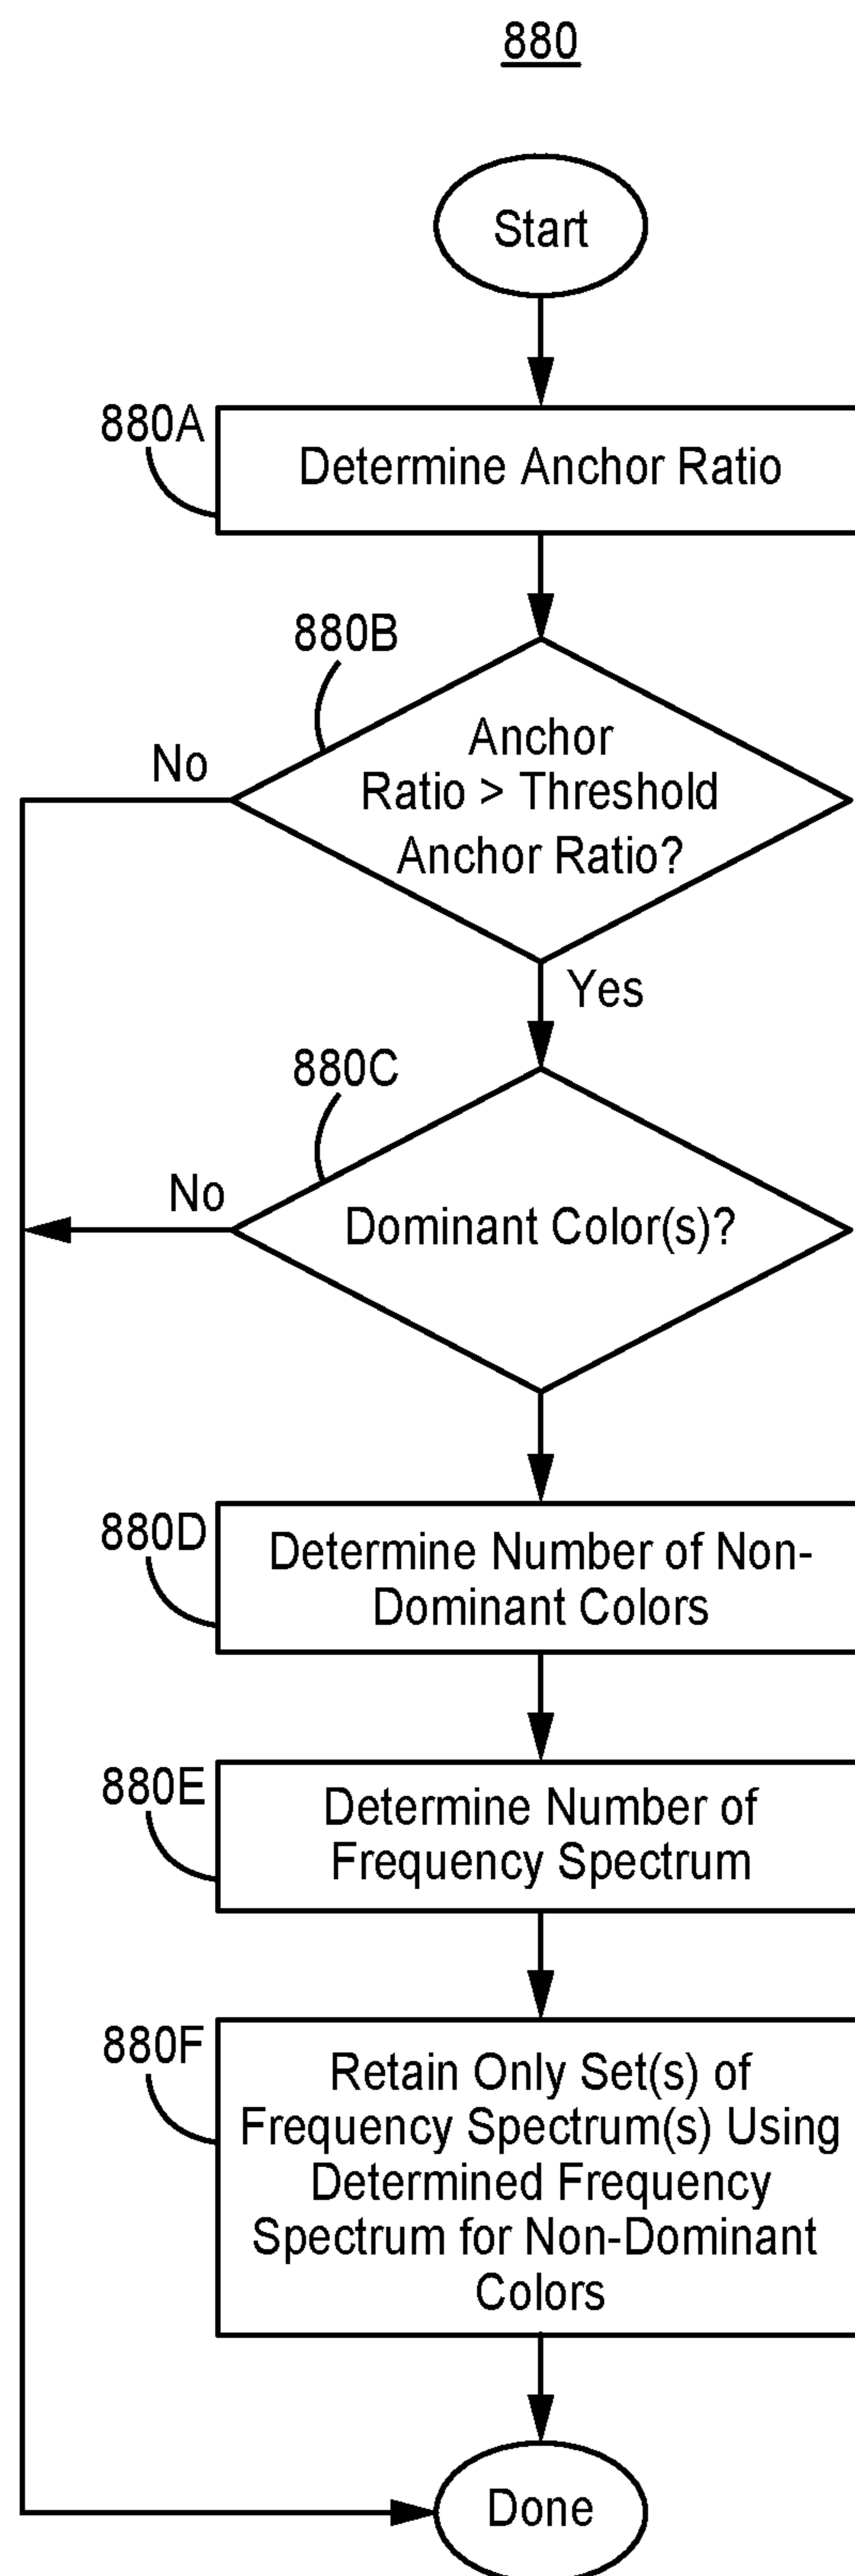 880
Start
880A
Determine Anchor Ratio
880B
No
Anchor
Ratio > Threshold
Anchor Ratio?
Yes
880C
No
Dominant Color(s)?
880D
Determine Number of Non-
Dominant Colors
880E
Determine Number of
Frequency Spectrum
880F
Retain Only Set(s) of
Frequency Spectrum(s) Using
Determined Frequency
Spectrum for Non-Dominant
Colors
Done